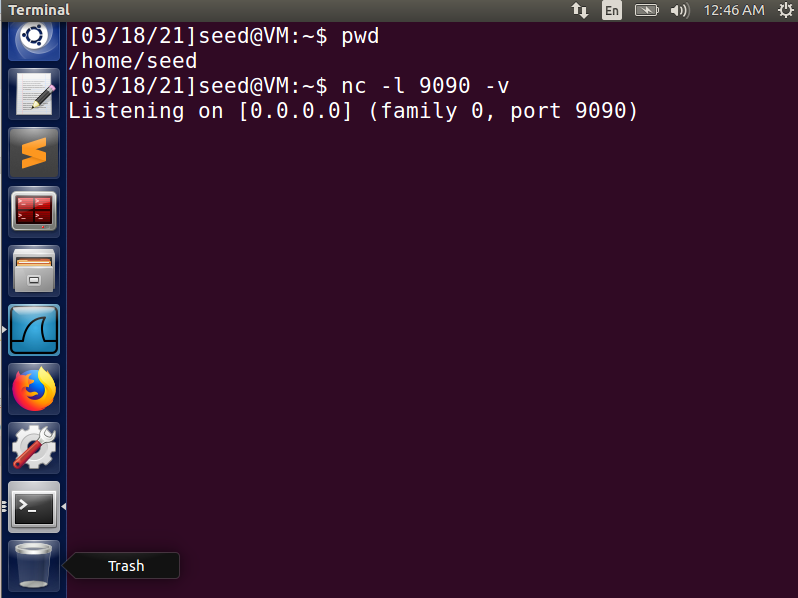 Terminal
En
12:46 AM
[03/18/21]seed@VM:~$ pwd
/home/seed
[03/18/21]seed@VM:~$ nc -l 9090 -v
Listening on [0.0.0.0] (family 0, port 9090)
Trash